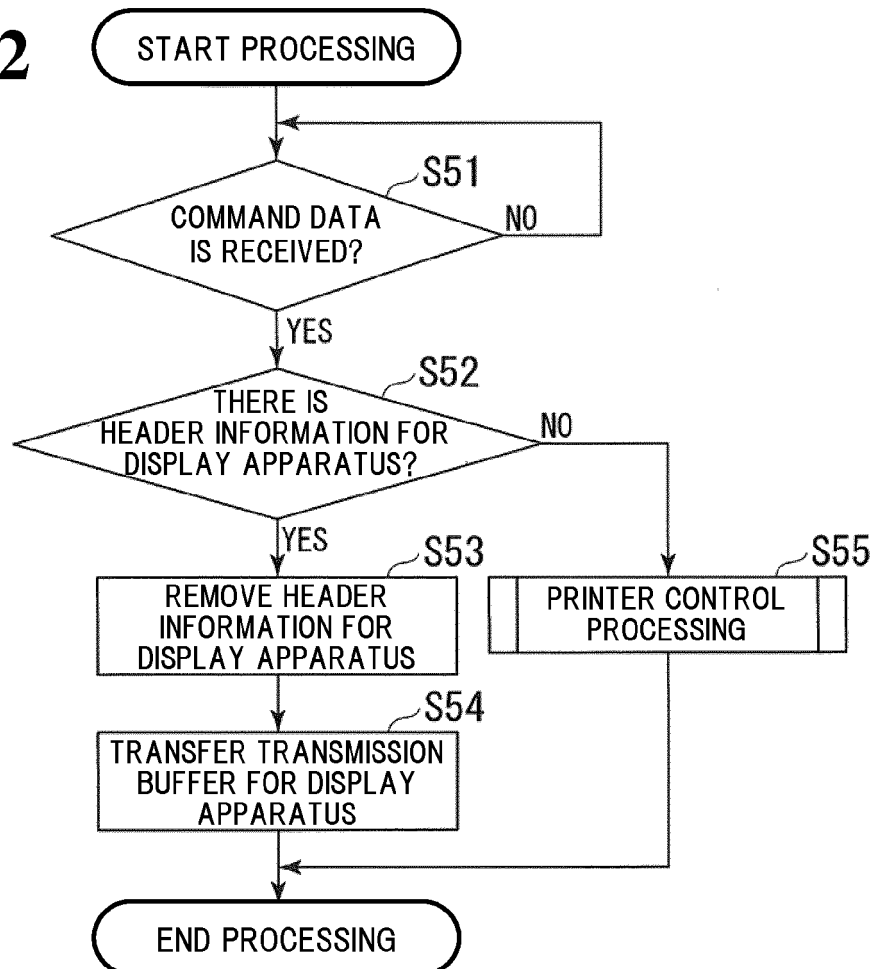 2
START PROCESSING
S51
COMMAND DATA
IS RECEIVED?
NO
YES
S52
THERE IS
HEADER INFORMATION FOR
DISPLAY APPARATUS?
NO
YES
S53
REMOVE HEADER
INFORMATION FOR
DISPLAY APPARATUS
S55
PRINTER CONTROL
PROCESSING
S54
TRANSFER TRANSMISSION
BUFFER FOR DISPLAY
APPARATUS
END PROCESSING